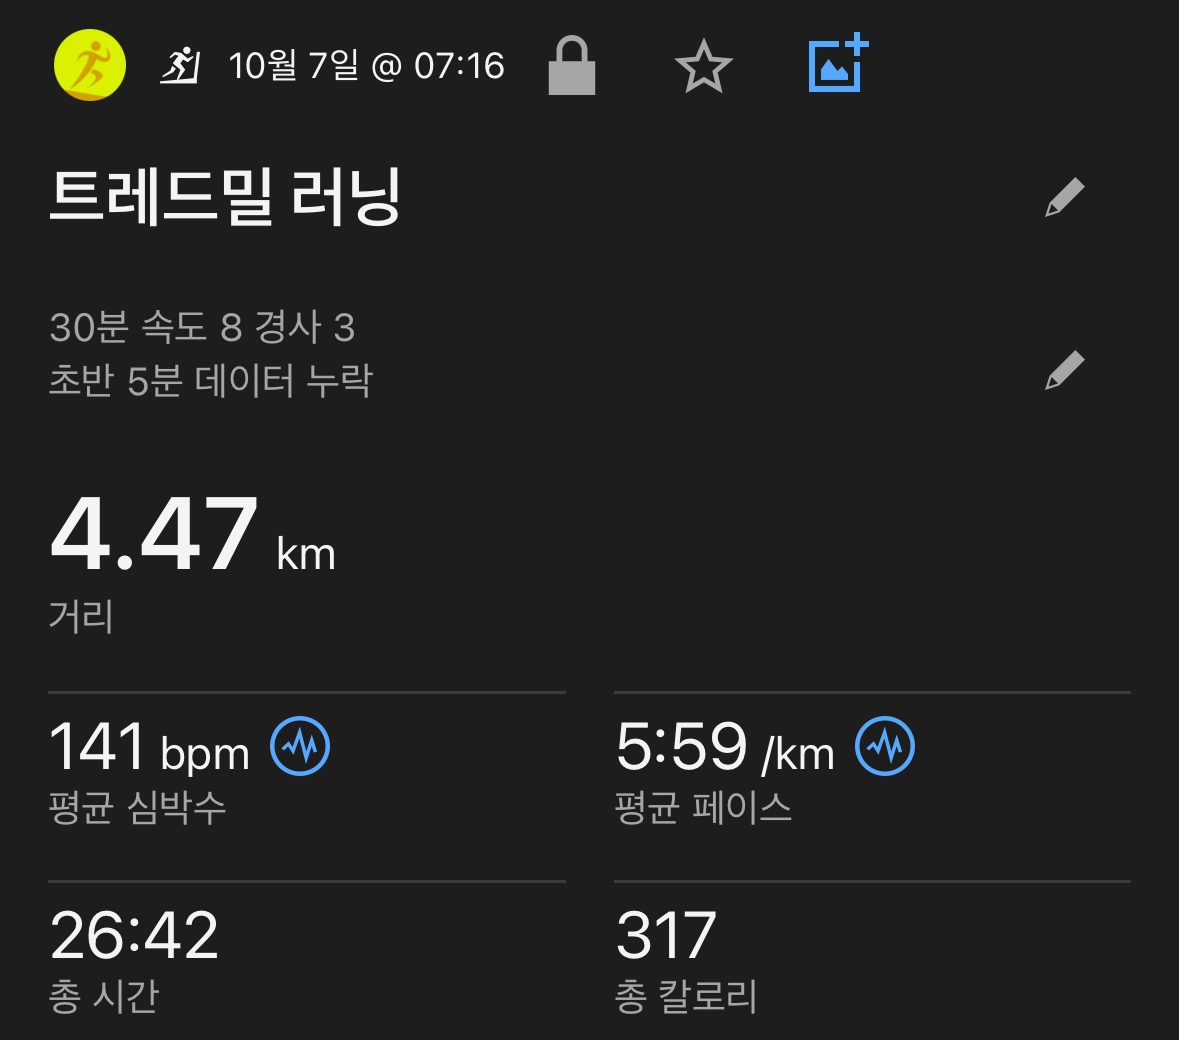 10월 7일 @ 07:16
트레드밀 러닝
30분 속도 8 경사 3
초반 5분 데이터 누락
4.47 km
거리
141 bpm 5:59 /km
평균 심박수 평균 페이스
26:42 317
총 시간 총 칼로리